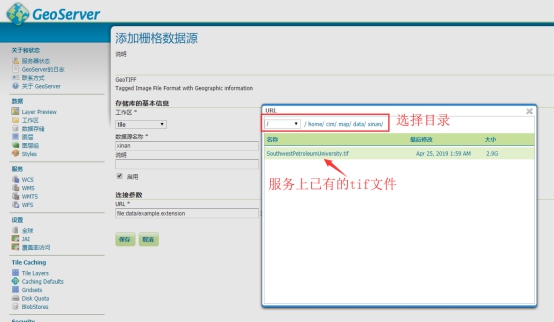 GeoServer
关于和状态
服务器状态
GeoServer的日志
联系方式
关于 GeoServer
数据
Layer Preview
工作区
数据存储
图层
图层组
Styles
服务
WCS
WMS
WMTS
WFS
设置
全球
JAI
覆盖面访问
Tile Caching
Tile Layers
Caching Defaults
Gridsets
Disk Quota
BlobStores
Security
添加栅格数据源
说明
GeoTIFF
Tagged Image File Format with Geographic information
存储库的基本信息
工作区 *
tile
数据源名称 *
xinan
说明
启用
连接参数
URL *
file:data/example.extension
保存 取消
URL
/ / home/ cim/ map/ data/ xinan/
选择目录
名称 最后修改 大小
SouthwestPetroleumUniversity.tif Apr 25, 2019 1:59 AM 2.9G
服务上已有的tif文件